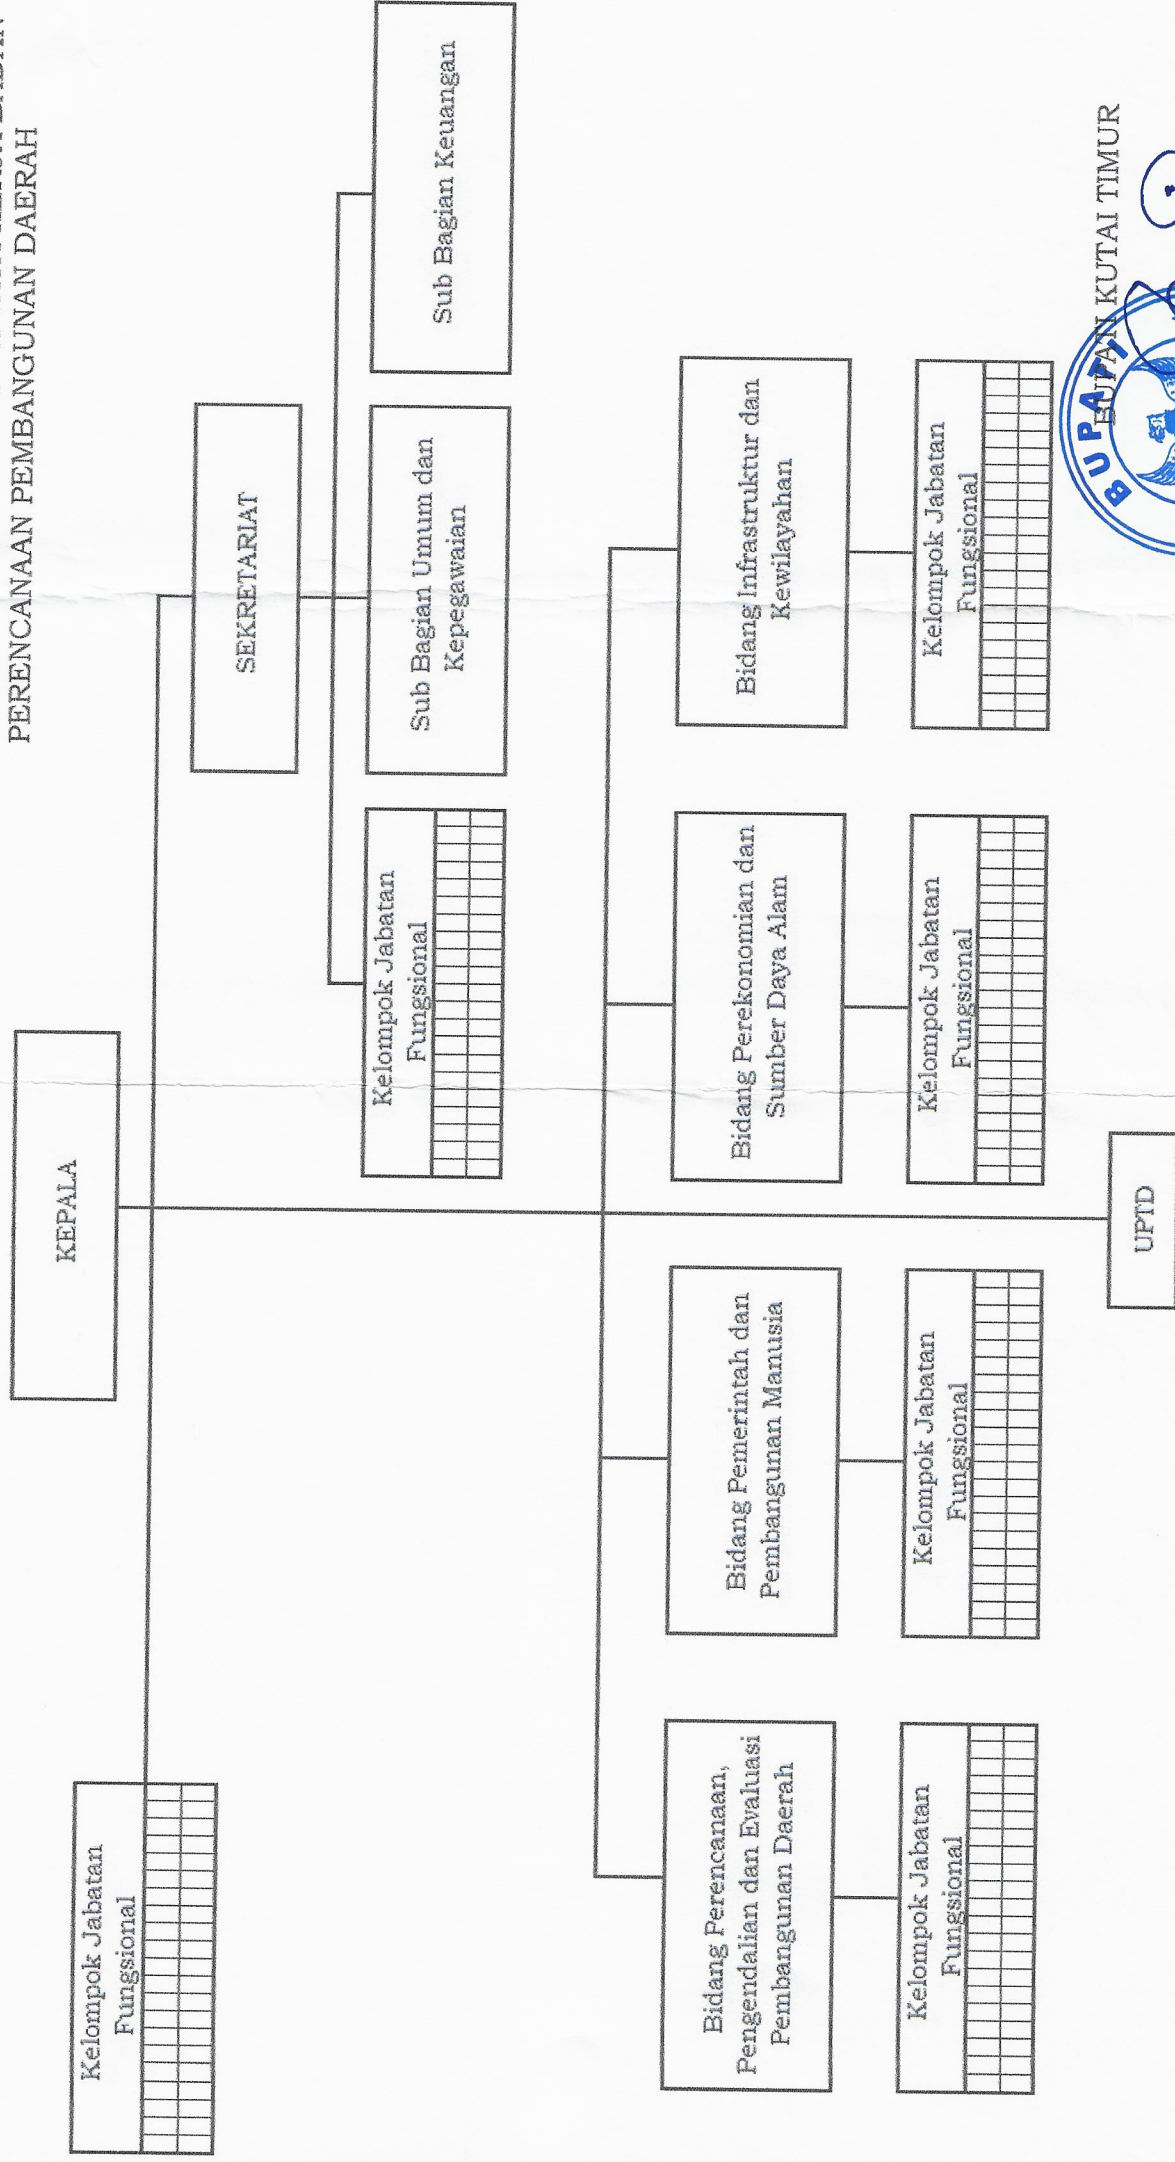 PERENCANAAN PEMBANGUNAN DAERAH
KEPALA
Kelompok Jabatan
Fungsional
SEKRETARIAT
Kelompok Jabatan
Fungsional
Sub Bagian Umum dan
Kepegawaian
Sub Bagian Keuangan
Bidang Perencanaan,
Pengendalian dan Evaluasi
Pembangunan Daerah
Bidang Pemerintah dan
Pembangunan Manusia
Bidang Perekonomian dan
Sumber Daya Alam
Bidang Infrastruktur dan
Kewilayahan
Kelompok Jabatan
Fungsional
Kelompok Jabatan
Fungsional
Kelompok Jabatan
Fungsional
Kelompok Jabatan
Fungsional
UPTD
BUPATI KUTAI TIMUR
BUPATI